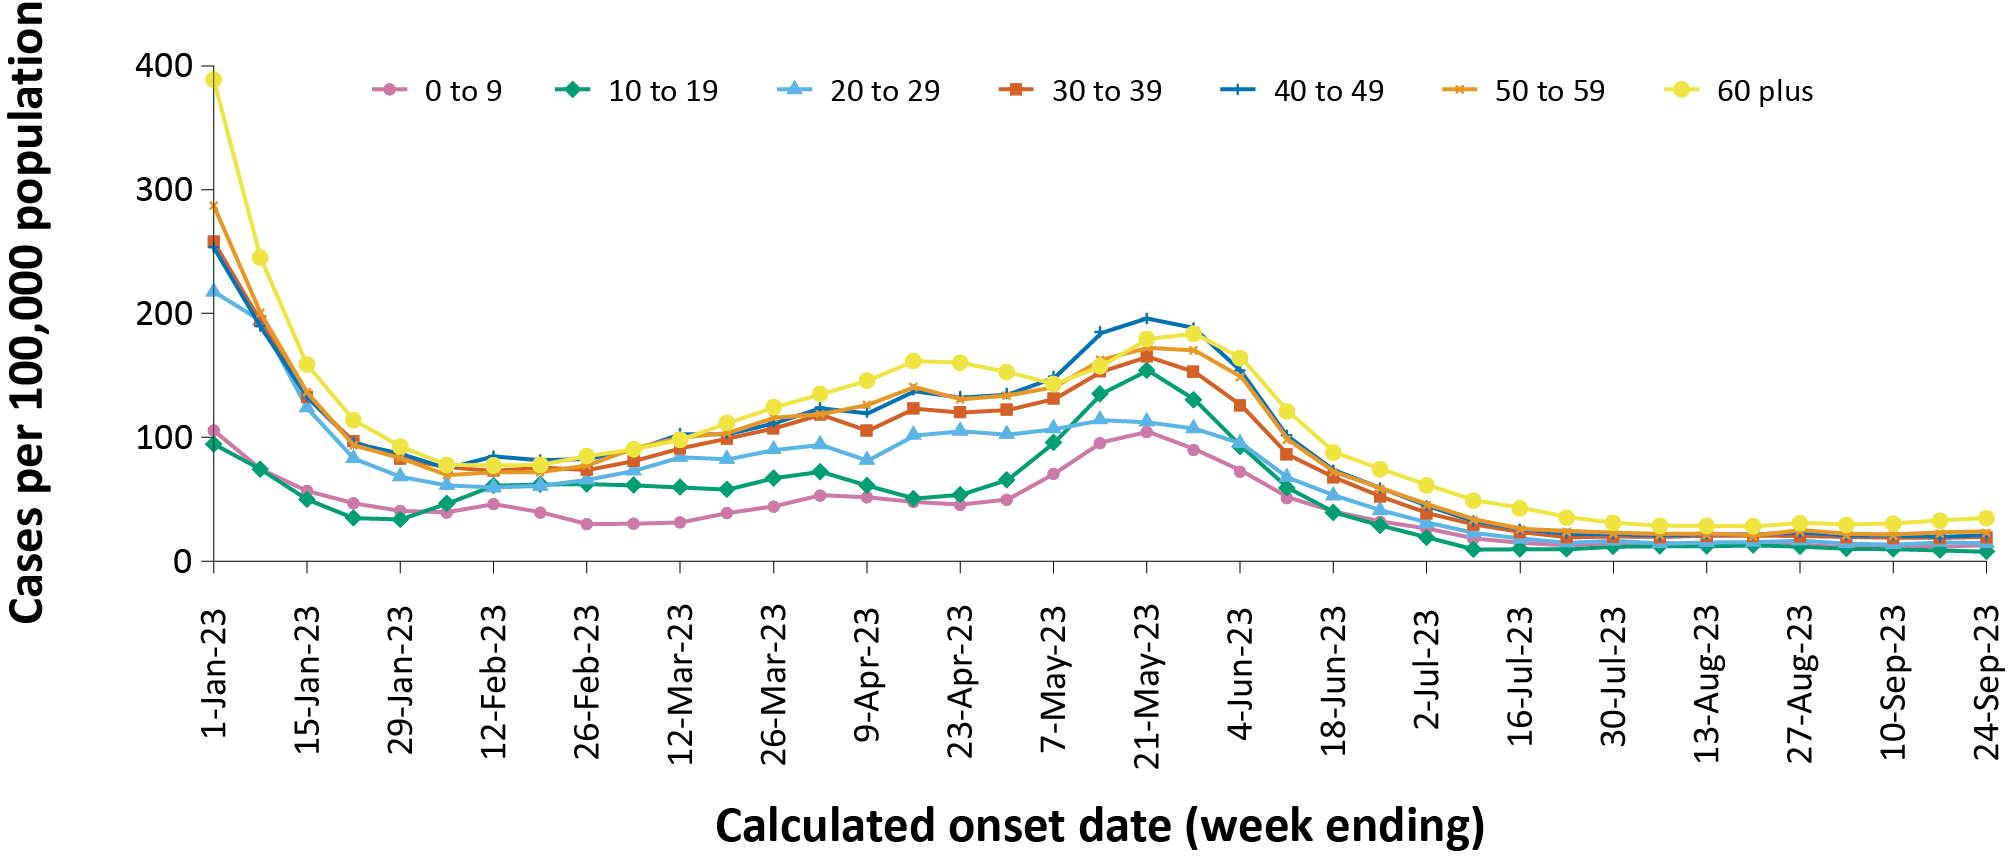 Cases per 100,000 population
400
300
200
100
0
0 to 9 10 to 19 20 to 29 30 to 39 40 to 49 50 to 59 60 plus
1-Jan-23 15-Jan-23 29-Jan-23 12-Feb-23 26-Feb-23 12-Mar-23 26-Mar-23 9-Apr-23 23-Apr-23 7-May-23 21-May-23 4-Jun-23 18-Jun-23 2-Jul-23 16-Jul-23 30-Jul-23 13-Aug-23 27-Aug-23 10-Sep-23 24-Sep-23
Calculated onset date (week ending)